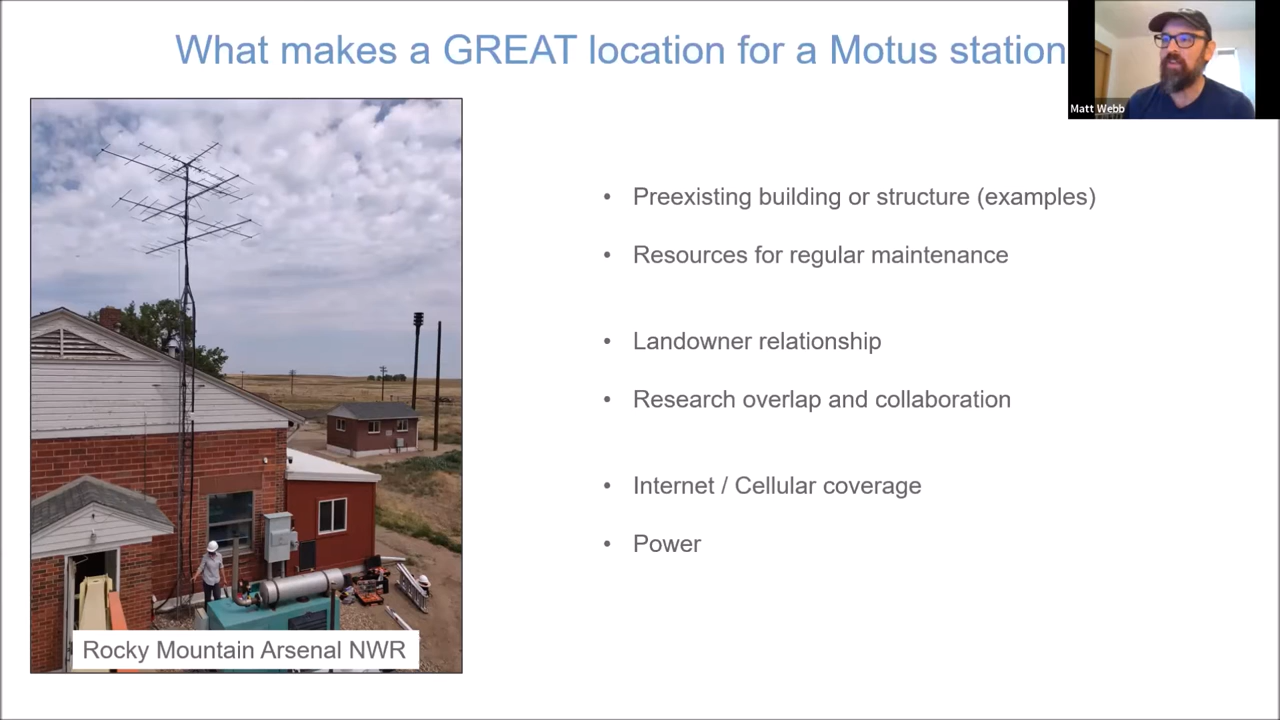 What makes a GREAT location for a Motus station
Matt Webb
• Preexisting building or structure (examples)
• Resources for regular maintenance
• Landowner relationship
• Research overlap and collaboration
• Internet / Cellular coverage
• Power
Rocky Mountain Arsenal NWR